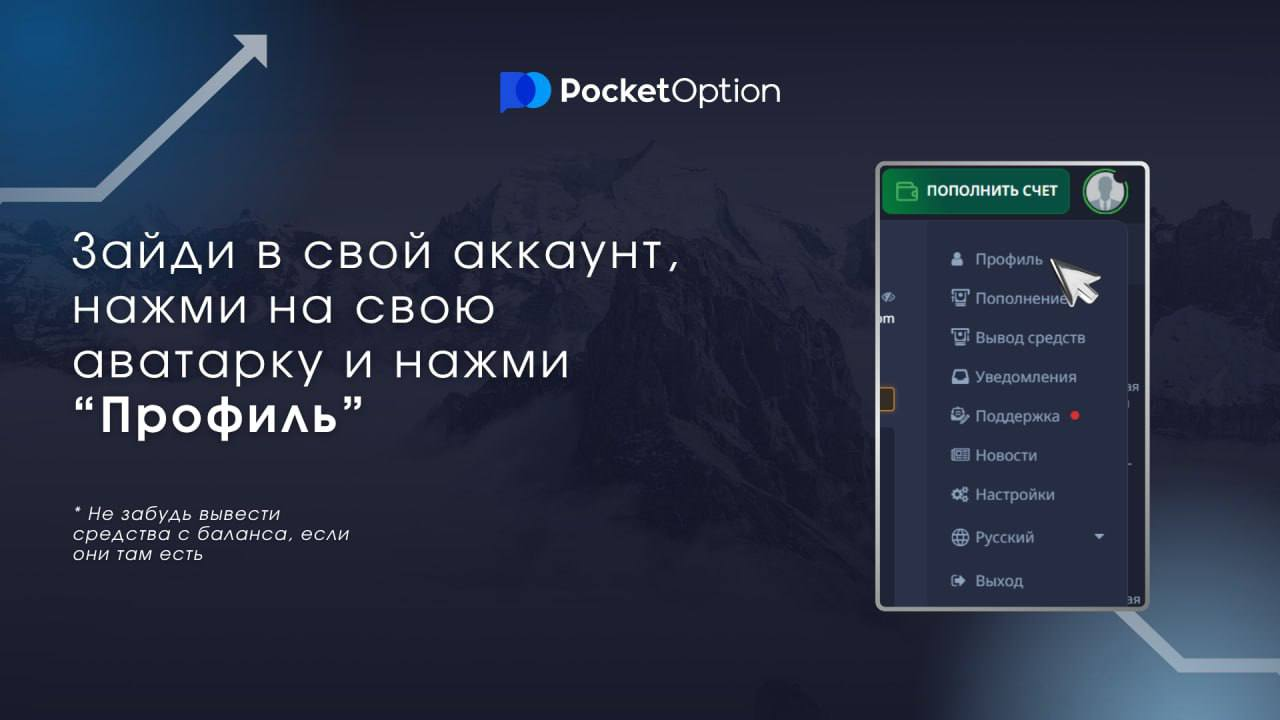 PocketOption
Зайди в свой аккаунт,
нажми на свою
аватарку и нажми
“Профиль”
* Не забудь вывести
средства с баланса, если
они там есть
ПОПОЛНИТЬ СЧЕТ
Профиль
Пополнение
Вывод средств
Уведомления
Поддержка
Новости
Настройки
Русский
Выход